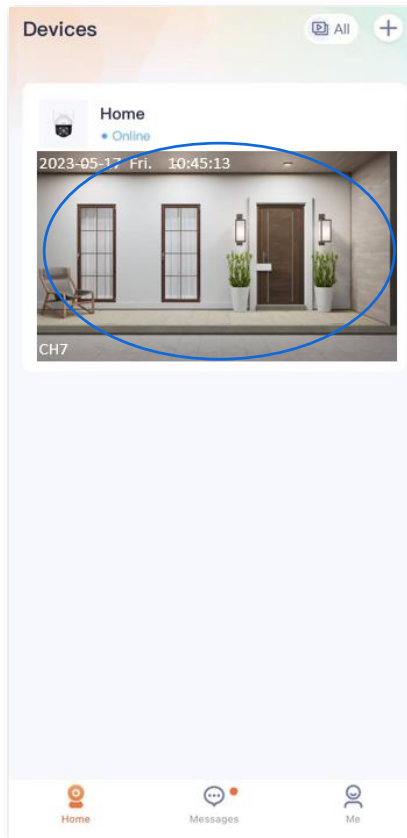 Devices
All
Home
Online
2023-05-17 Fri. 10:45:13
CH7
Home
Messages
Me